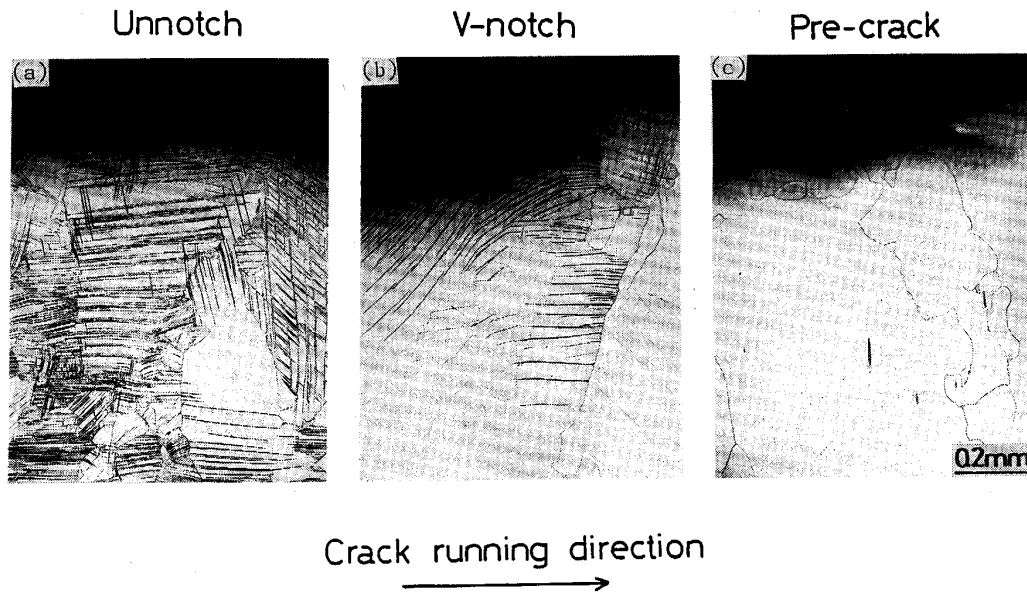 Unnotch V-notch Pre-crack
(a) (b) (c)
0.2mm
Crack running direction